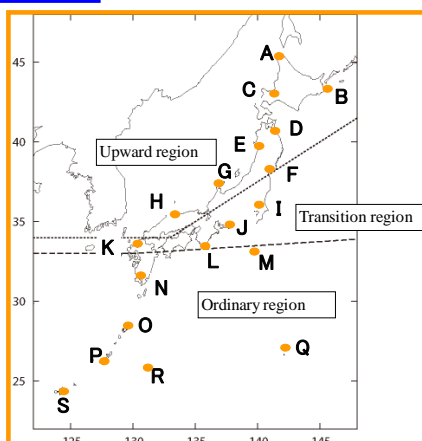 A
45
C
B
D
40
E
Upward region
G
F
H
I
Transition region
35
J
K
L
M
N
30
Ordinary region
O
Q
P
R
25
S
125
130
135
140
145